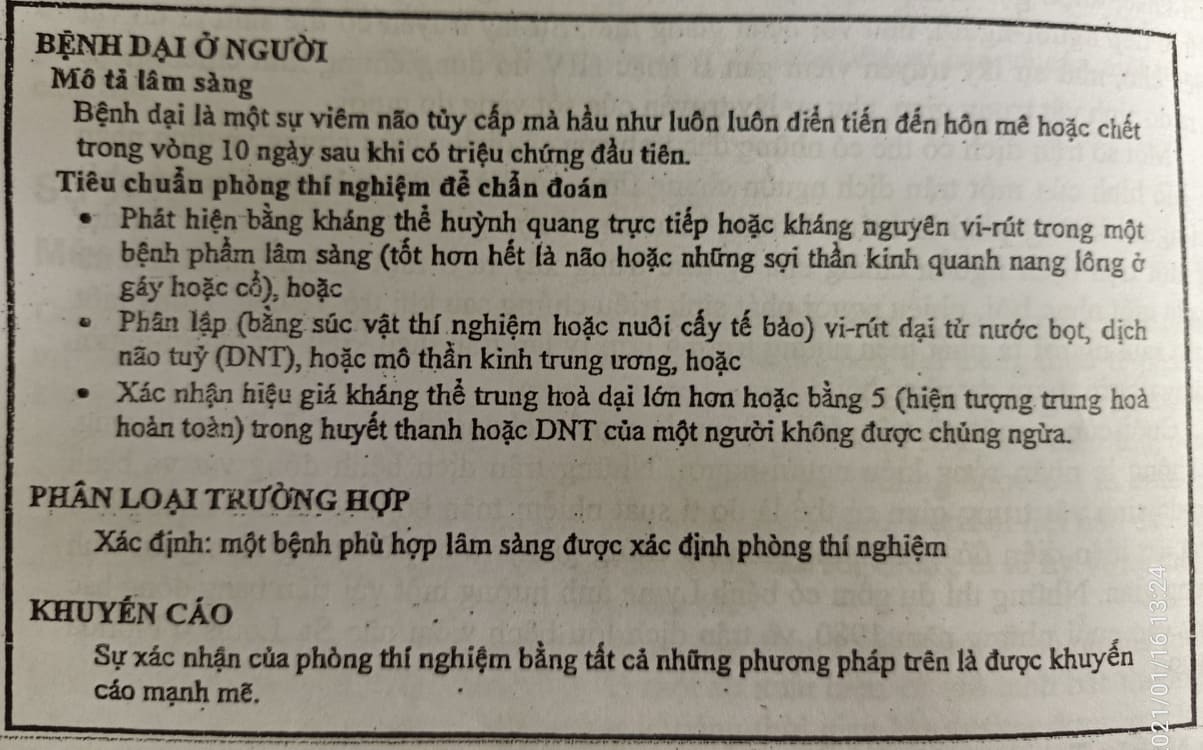 BỆNH DẠI Ở NGƯỜI
Mô tả lâm sàng
Bệnh dại là một sự viêm não tủy cấp mà hầu như luôn luôn diễn tiến đến hôn mê hoặc chết
trong vòng 10 ngày sau khi có triệu chứng đầu tiên.
Tiêu chuẩn phòng thí nghiệm để chẩn đoán
• Phát hiện bằng kháng thể huỳnh quang trực tiếp hoặc kháng nguyên vi-rút trong một
bệnh phẩm lâm sàng (tốt hơn hết là não hoặc những sợi thần kinh quanh nang lông ở
gáy hoặc cổ), hoặc
• Phân lập (bằng súc vật thí nghiệm hoặc nuôi cấy tế bào) vi-rút dại từ nước bọt, dịch
não tuỷ (DNT), hoặc mô thần kinh trung ương, hoặc
• Xác nhận hiệu giá kháng thể trung hoà dại lớn hơn hoặc bằng 5 (hiện tượng trung hoà
hoàn toàn) trong huyết thanh hoặc DNT của một người không được chủng ngừa.
PHÂN LOẠI TRƯỜNG HỢP
Xác định: một bệnh phù hợp lâm sàng được xác định phòng thí nghiệm
KHUYẾN CÁO
Sự xác nhận của phòng thí nghiệm bằng tất cả những phương pháp trên là được khuyến
cáo mạnh mẽ.
021/01/16 13:24